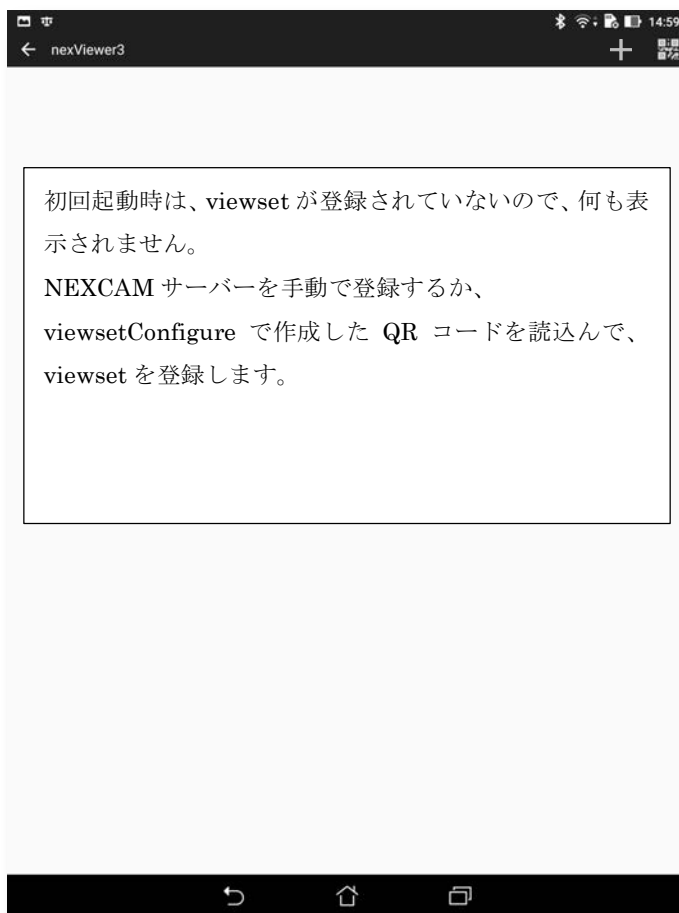 14:59
nexViewer3
初回起動時は、viewset が登録されていないので、何も表
示されません。
NEXCAM サーバーを手動で登録するか、
viewsetConfigure で作成した QR コードを読込んで、
viewset を登録します。